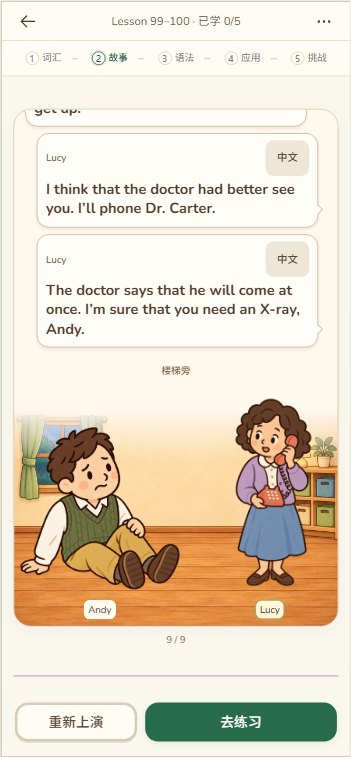 Lesson 99–100 · 已学 0/5
1 词汇 – 2 故事 – 3 语法 – 4 应用 – 5 挑战
get up.
Lucy
中文
I think that the doctor had better see
you. I’ll phone Dr. Carter.
Lucy
中文
The doctor says that he will come at
once. I’m sure that you need an X-ray,
Andy.
楼梯旁
Andy
Lucy
9 / 9
重新上演
去练习